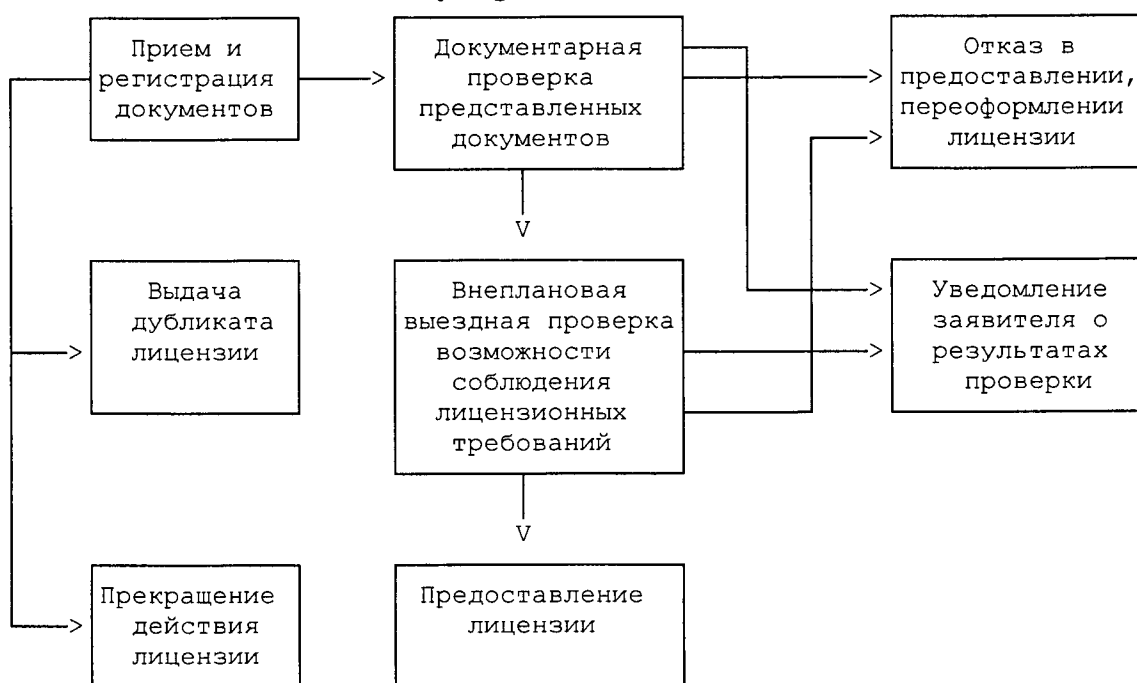 Прием и
регистрация
документов
Документарная
проверка
представленных
документов
Отказ в
предоставлении,
переоформлении
лицензии
Выдача
дубликата
лицензии
Внеплановая
выездная проверка
возможности
соблюдения
лицензионных
требований
Уведомление
заявителя о
результатах
проверки
Прекращение
действия
лицензии
Предоставление
лицензии